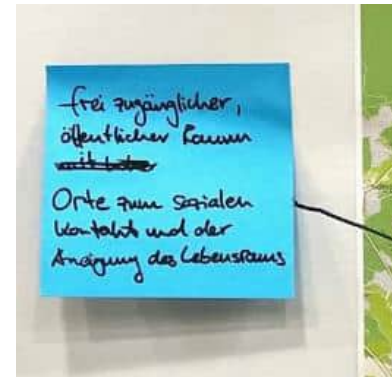 frei zugänglicher,
öffentlicher Raum
Orte zum sozialen
Kontakt und der
Aneignung des Lebensraums